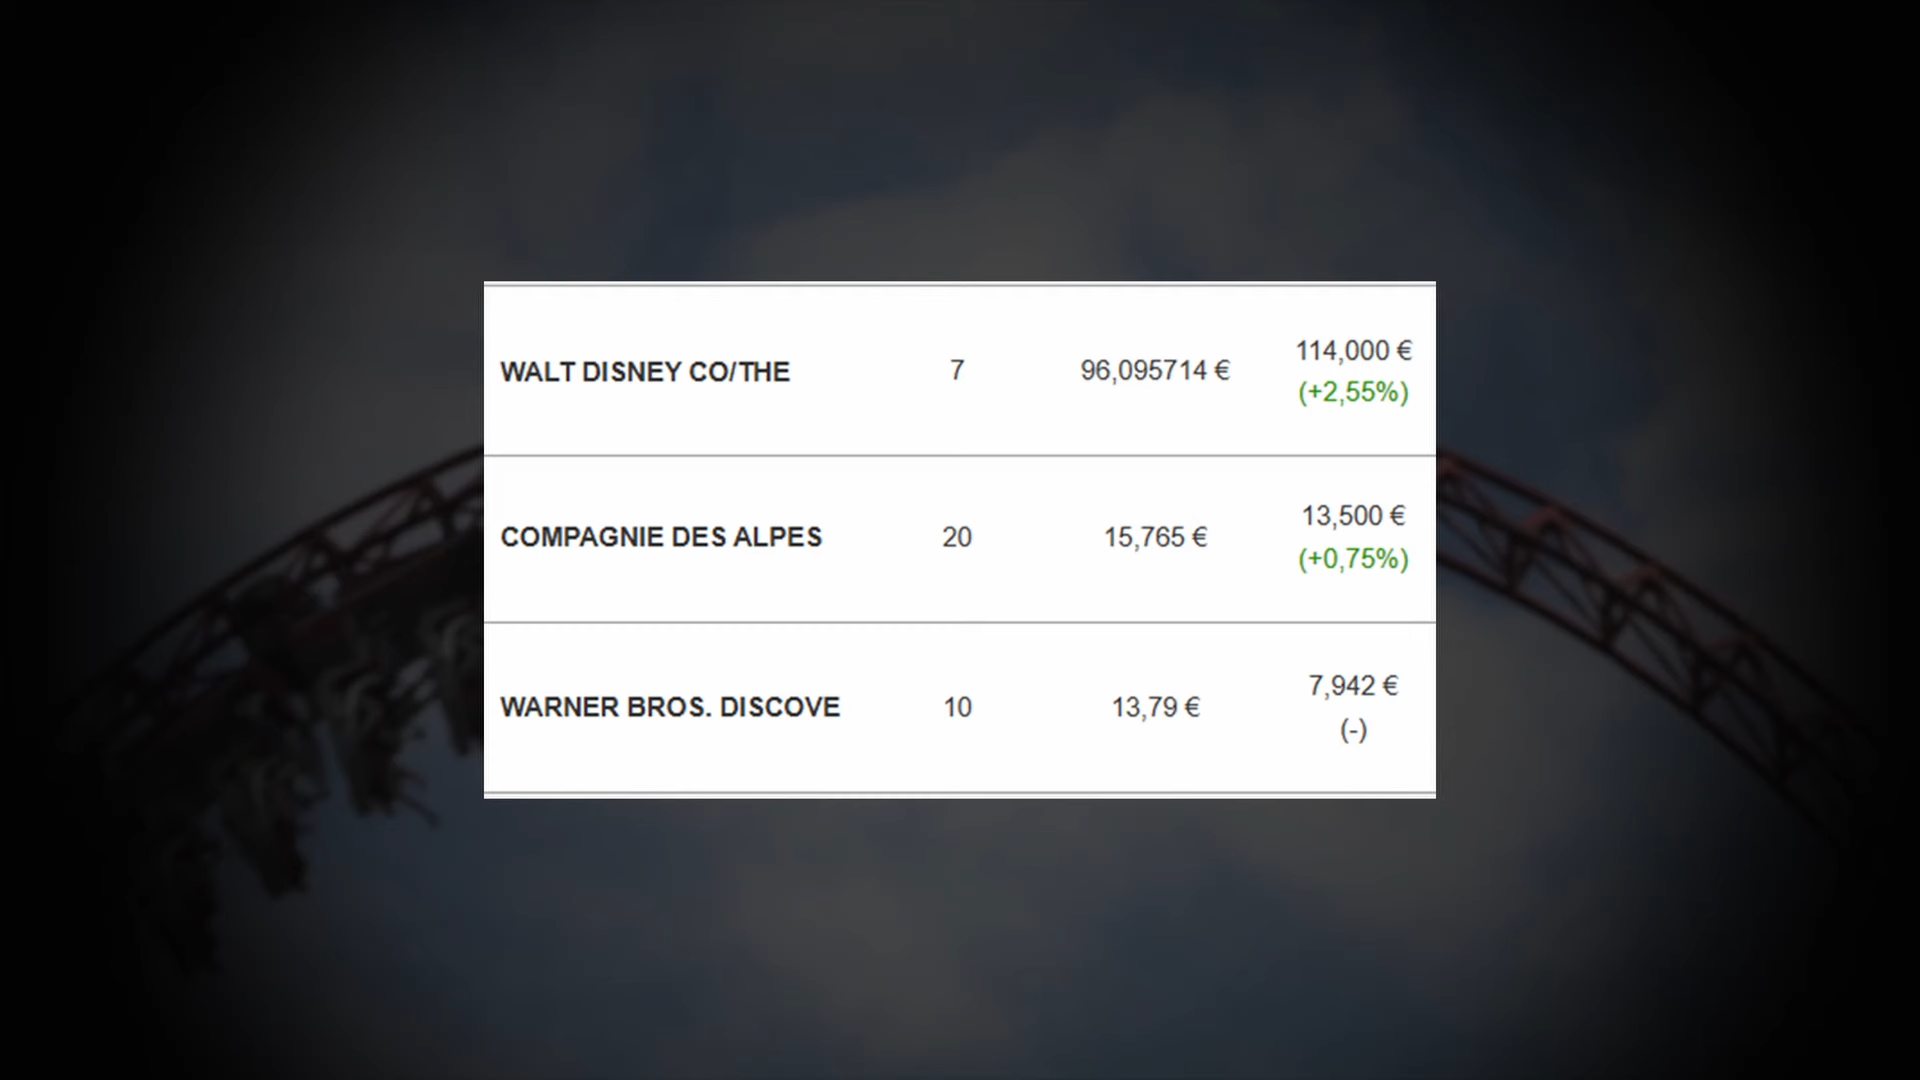 WALT DISNEY CO/THE 7 96,095714 € 114,000 €
(+2,55%)
COMPAGNIE DES ALPES 20 15,765 € 13,500 €
(+0,75%)
WARNER BROS. DISCOVE 10 13,79 € 7,942 €
(-)